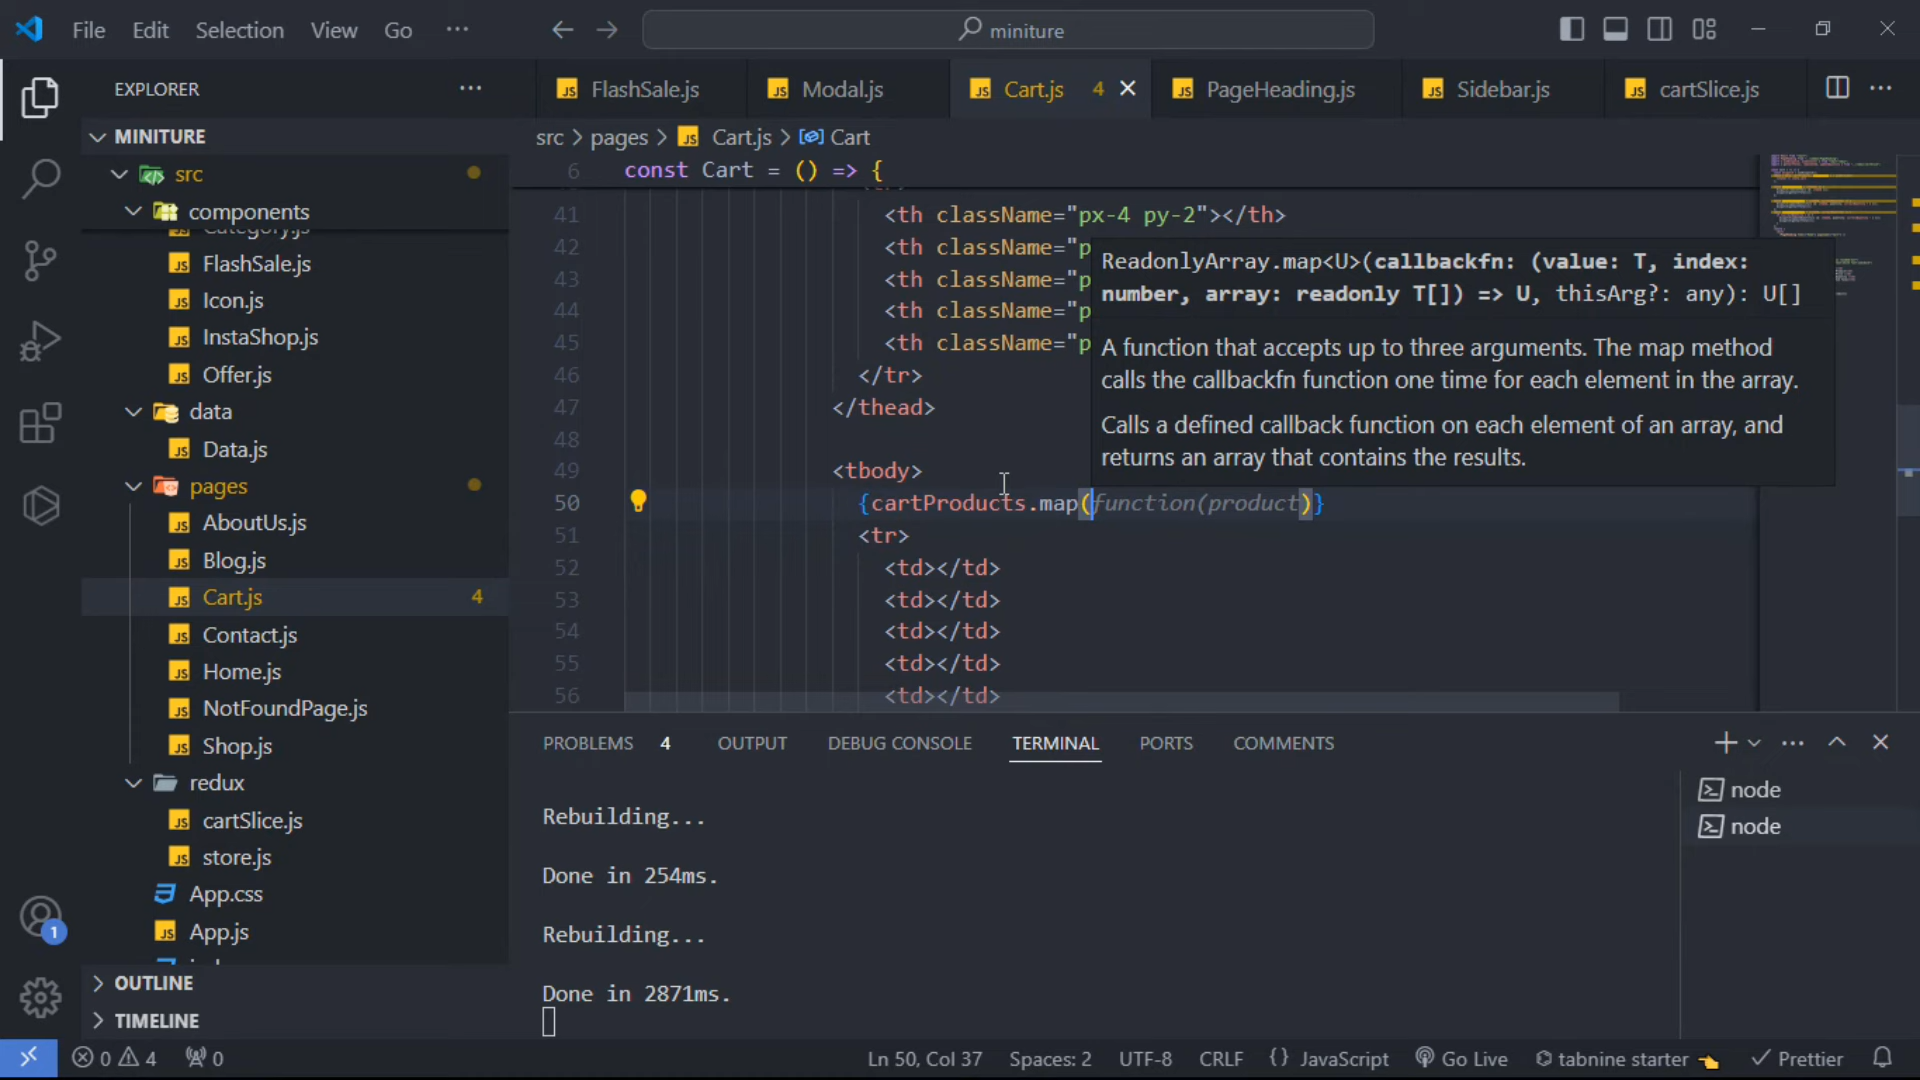 File Edit Selection View Go ···
miniture
EXPLORER
MINITURE
src
components
Category.js
FlashSale.js
Icon.js
InstaShop.js
Offer.js
data
Data.js
pages
AboutUs.js
Blog.js
Cart.js 4
Contact.js
Home.js
NotFoundPage.js
Shop.js
redux
cartSlice.js
store.js
App.css
App.js
OUTLINE
TIMELINE
1
FlashSale.js Modal.js Cart.js 4 PageHeading.js Sidebar.js cartSlice.js
src > pages > Cart.js > Cart
6 const Cart = () => {
41 <th className="px-4 py-2"></th>
42 <th className="p
43 <th className="p
44 <th className="p
45 <th className="p
46 </tr>
47 </thead>
48
49 <tbody>
50 {cartProducts.map(function(product)}
51 <tr>
52 <td></td>
53 <td></td>
54 <td></td>
55 <td></td>
56 <td></td>
ReadonlyArray.map<U>(callbackfn: (value: T, index:
number, array: readonly T[]) => U, thisArg?: any): U[]
A function that accepts up to three arguments. The map method
calls the callbackfn function one time for each element in the array.
Calls a defined callback function on each element of an array, and
returns an array that contains the results.
PROBLEMS 4 OUTPUT DEBUG CONSOLE TERMINAL PORTS COMMENTS
Rebuilding...
Done in 254ms.
Rebuilding...
Done in 2871ms.
node
node
0 4 0 Ln 50, Col 37 Spaces: 2 UTF-8 CRLF {} JavaScript Go Live tabnine starter Prettier